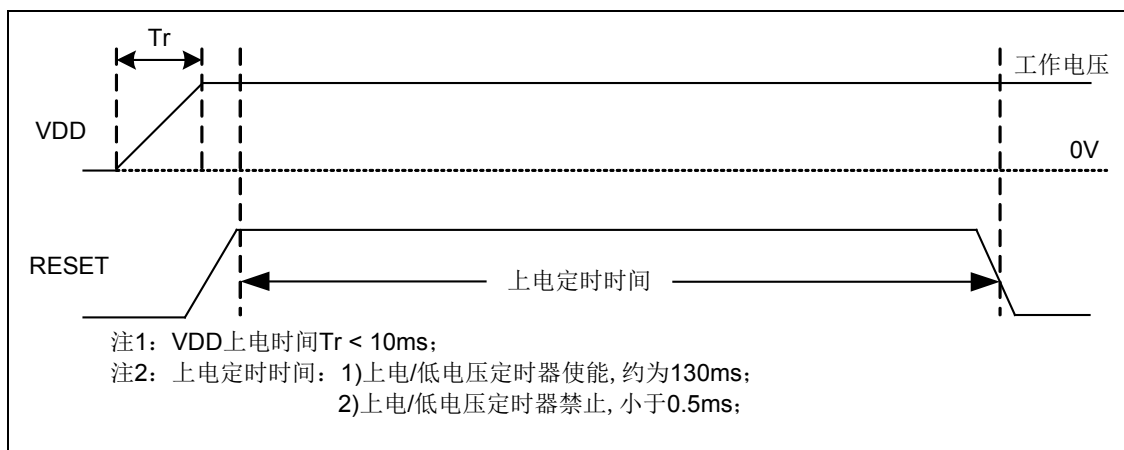 Tr
工作电压
VDD
0V
RESET
上电定时时间
注1：VDD上电时间Tr < 10ms；
注2：上电定时时间：1)上电/低电压定时器使能,约为130ms；
2)上电/低电压定时器禁止,小于0.5ms；